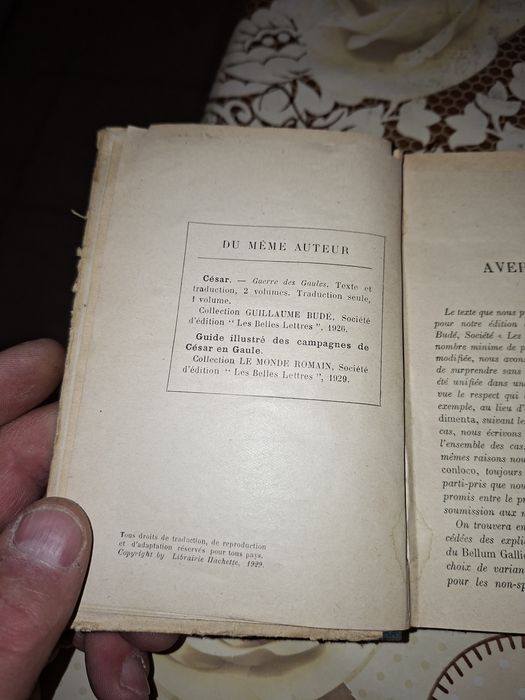 DU MÊME AUTEUR
César. — Guerre des Gaules. Texte et
traduction, 2 volumes. Traduction seule,
1 volume.
Collection GUILLAUME BUDÉ, Société
d'édition “ Les Belles Lettres ”, 1926.
Guide illustré des campagnes de
César en Gaule.
Collection LE MONDE ROMAIN, Société
d'édition “ Les Belles Lettres ”, 1929.
Tous droits de traduction, de reproduction
et d'adaptation réservés pour tous pays.
Copyright by Librairie Hachette, 1929.
AVER
Le texte que nous p
pour notre édition
Budé, Société « Les
nombre minime de p
modifiée, nous avons
de surprendre sans
été unifiée dans un
vue le respect qui
exemple, au lieu d'
dimenta, suivant les
cas, nous écrivons
l'ensemble des cas.
mêmes raisons nou
conloco, toujours
parti-pris que nou
promis entre le pr
soumission aux m
On trouvera en
cédées des expli
du Bellum Galli
choix de varian
pour les non-sp